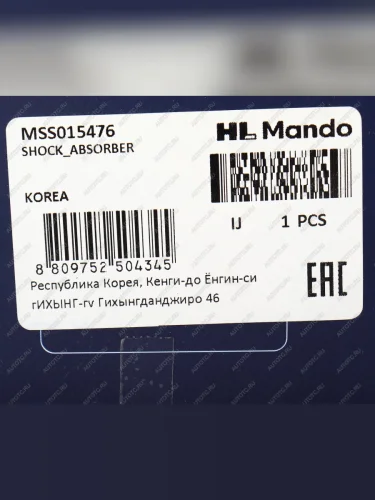 MSS015476
HL Mando
SHOCK_ABSORBER
KOREA
IJ 1 PCS
8 809752 504345
EAC
Республика Корея, Кенги-до Ёнгин-си
гИХЫНГ-гv Гихынгданджиро 46